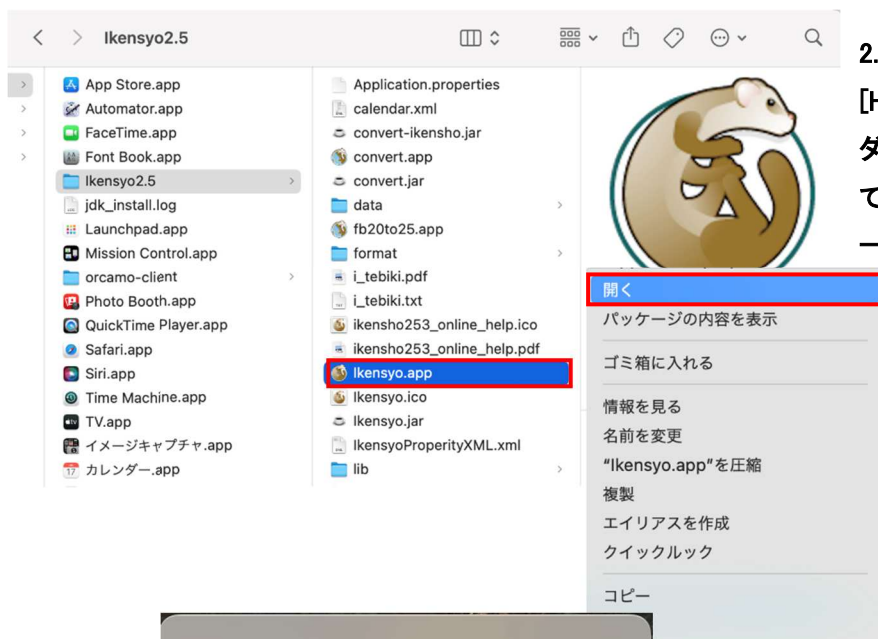 Ikensyo2.5
App Store.app
Automator.app
FaceTime.app
Font Book.app
Ikensyo2.5
jdk_install.log
Launchpad.app
Mission Control.app
orcamo-client
Photo Booth.app
QuickTime Player.app
Safari.app
Siri.app
Time Machine.app
TV.app
イメージキャプチャ.app
カレンダー.app
Application.properties
calendar.xml
convert-ikensho.jar
convert.app
convert.jar
data
fb20to25.app
format
i_tebiki.pdf
i_tebiki.txt
ikensho253_online_help.ico
ikensho253_online_help.pdf
Ikensyo.app
Ikensyo.ico
Ikensyo.jar
IkensyoProperityXML.xml
lib
開く
パッケージの内容を表示
ゴミ箱に入れる
情報を見る
名前を変更
“Ikensyo.app”を圧縮
複製
エイリアスを作成
クイックルック
コピー
2.
[H
ダ
て
ー